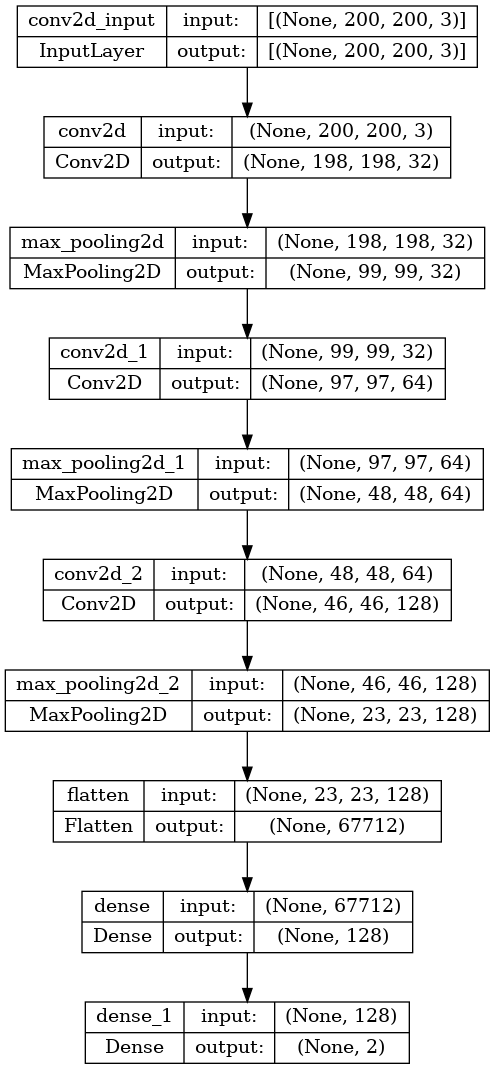 conv2d_input input: [(None, 200, 200, 3)]
InputLayer output: [(None, 200, 200, 3)]
conv2d input: (None, 200, 200, 3)
Conv2D output: (None, 198, 198, 32)
max_pooling2d input: (None, 198, 198, 32)
MaxPooling2D output: (None, 99, 99, 32)
conv2d_1 input: (None, 99, 99, 32)
Conv2D output: (None, 97, 97, 64)
max_pooling2d_1 input: (None, 97, 97, 64)
MaxPooling2D output: (None, 48, 48, 64)
conv2d_2 input: (None, 48, 48, 64)
Conv2D output: (None, 46, 46, 128)
max_pooling2d_2 input: (None, 46, 46, 128)
MaxPooling2D output: (None, 23, 23, 128)
flatten input: (None, 23, 23, 128)
Flatten output: (None, 67712)
dense input: (None, 67712)
Dense output: (None, 128)
dense_1 input: (None, 128)
Dense output: (None, 2)